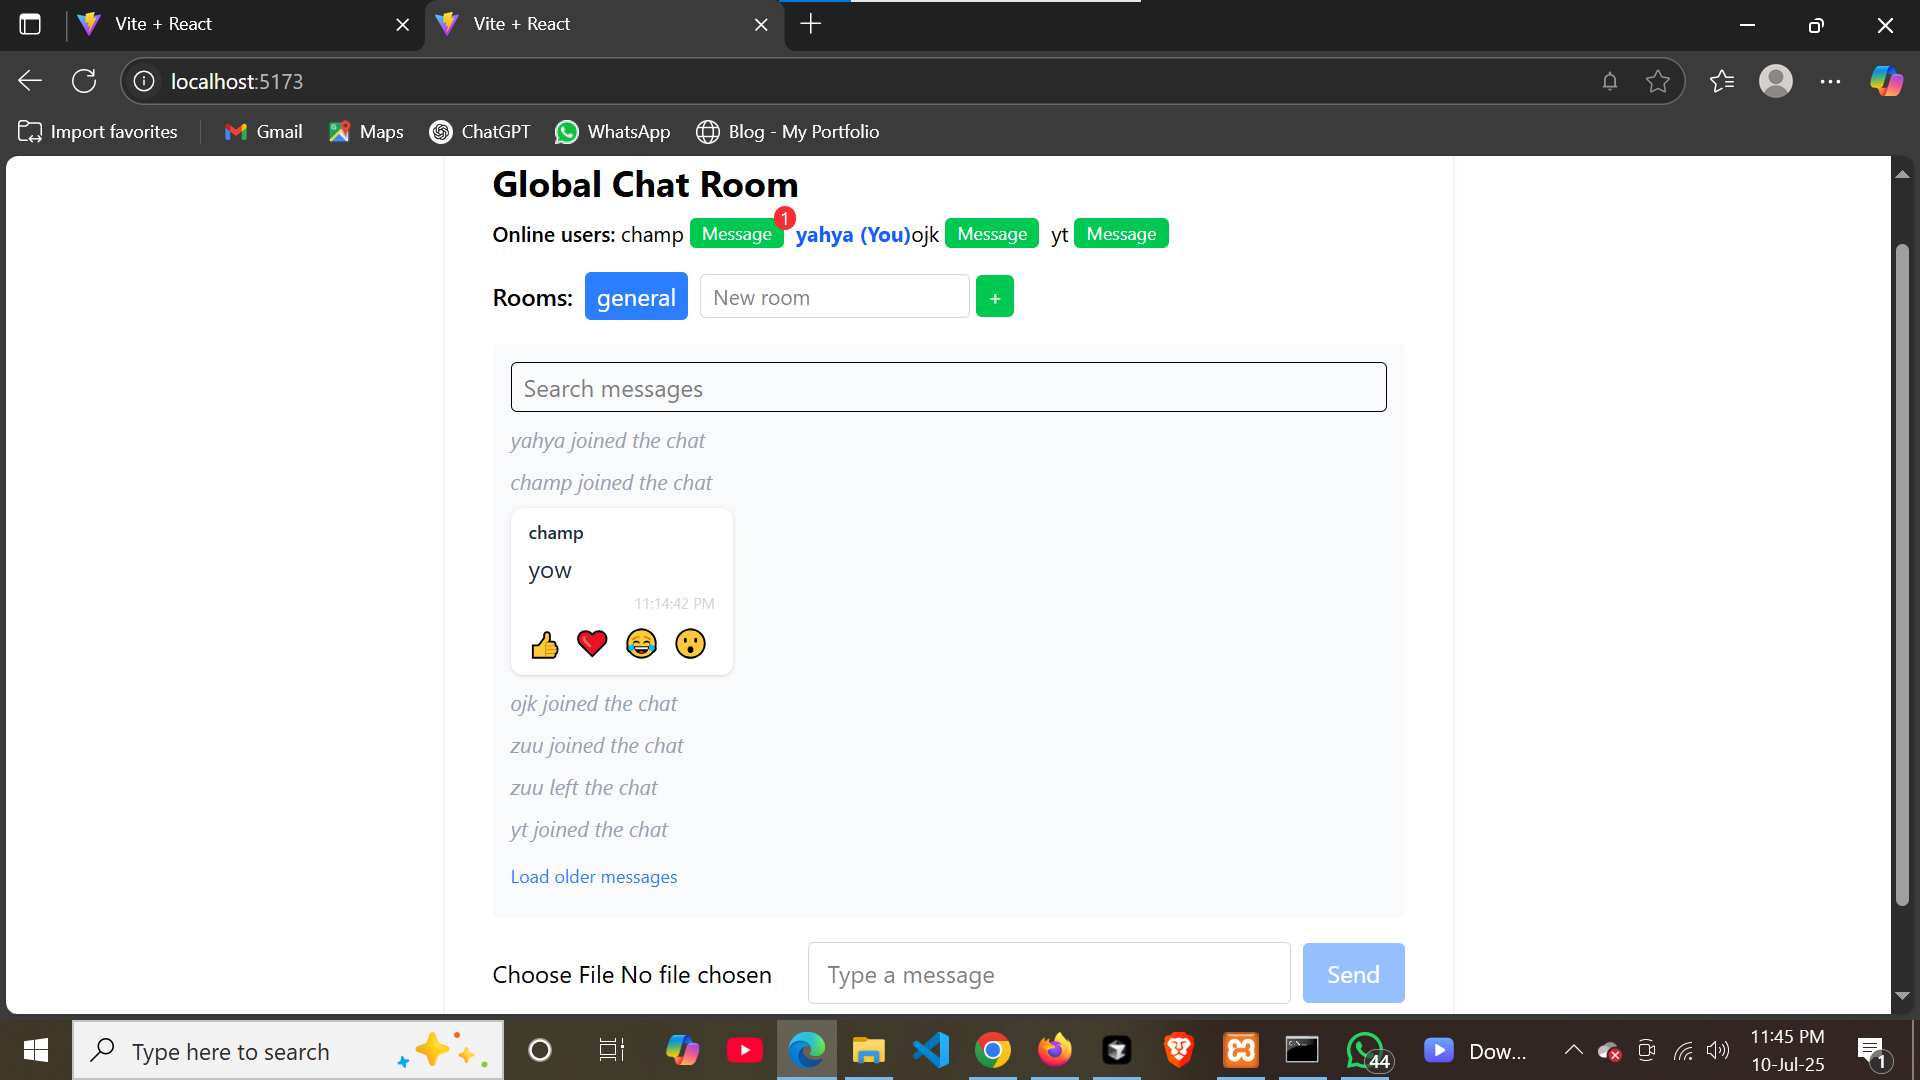 Vite + React
Vite + React
localhost:5173
Import favorites
Gmail
Maps
ChatGPT
WhatsApp
Blog - My Portfolio
Global Chat Room
Online users: champ Message 1 yahya (You)ojk Message yt Message
Rooms: general New room +
Search messages
yahya joined the chat
champ joined the chat
champ
yow
11:14:42 PM
ojk joined the chat
zuu joined the chat
zuu left the chat
yt joined the chat
Load older messages
Choose File No file chosen Type a message Send
Type here to search
44
Dow...
11:45 PM
10-Jul-25
1